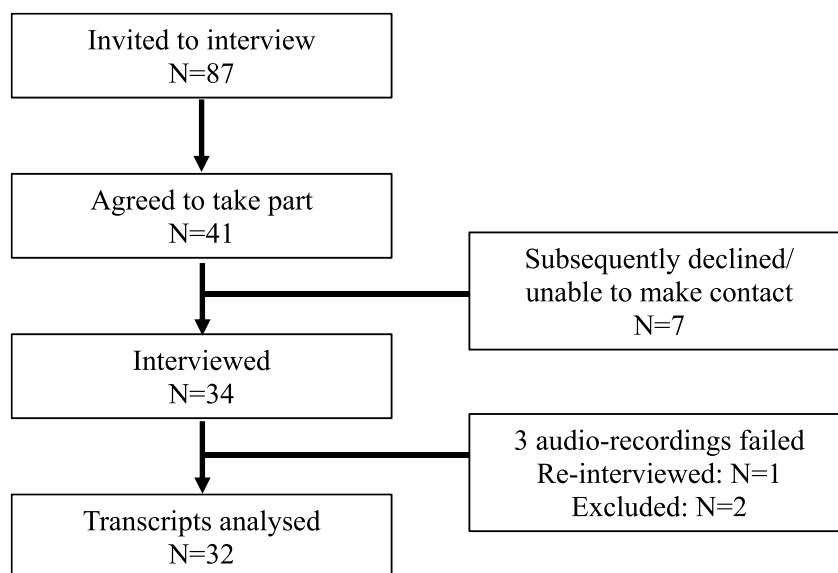 Invited to interview
N=87
Agreed to take part
N=41
Subsequently declined/
unable to make contact
N=7
Interviewed
N=34
3 audio-recordings failed
Re-interviewed: N=1
Excluded: N=2
Transcripts analysed
N=32